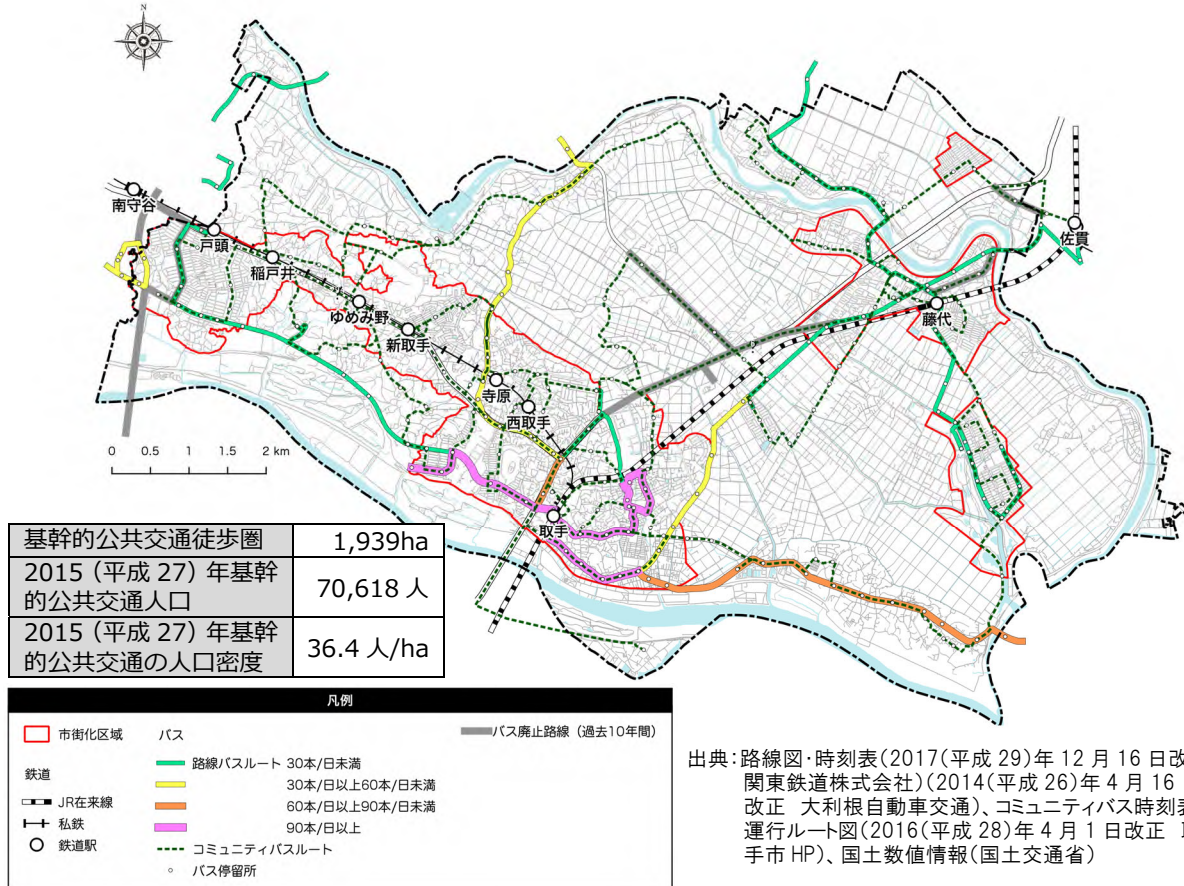 N
南守谷
戸頭
稲戸井
ゆめみ野
新取手
寺原
西取手
取手
藤代
佐貫
0 0.5 1 1.5 2 km
基幹的公共交通徒歩圏 1,939ha
2015（平成 27）年基幹
的公共交通人口 70,618 人
2015（平成 27）年基幹
的公共交通の人口密度 36.4 人/ha
凡例
市街化区域
鉄道
JR在来線
私鉄
鉄道駅
バス
路線バスルート 30本/日未満
30本/日以上60本/日未満
60本/日以上90本/日未満
90本/日以上
コミュニティバスルート
バス停留所
バス廃止路線（過去10年間）
出典：路線図・時刻表（2017（平成 29）年 12 月 16 日改
関東鉄道株式会社）（2014（平成 26）年 4 月 16
改正 大利根自動車交通）、コミュニティバス時刻表
運行ルート図（2016（平成 28）年 4 月 1 日改正
手市 HP）、国土数値情報（国土交通省）